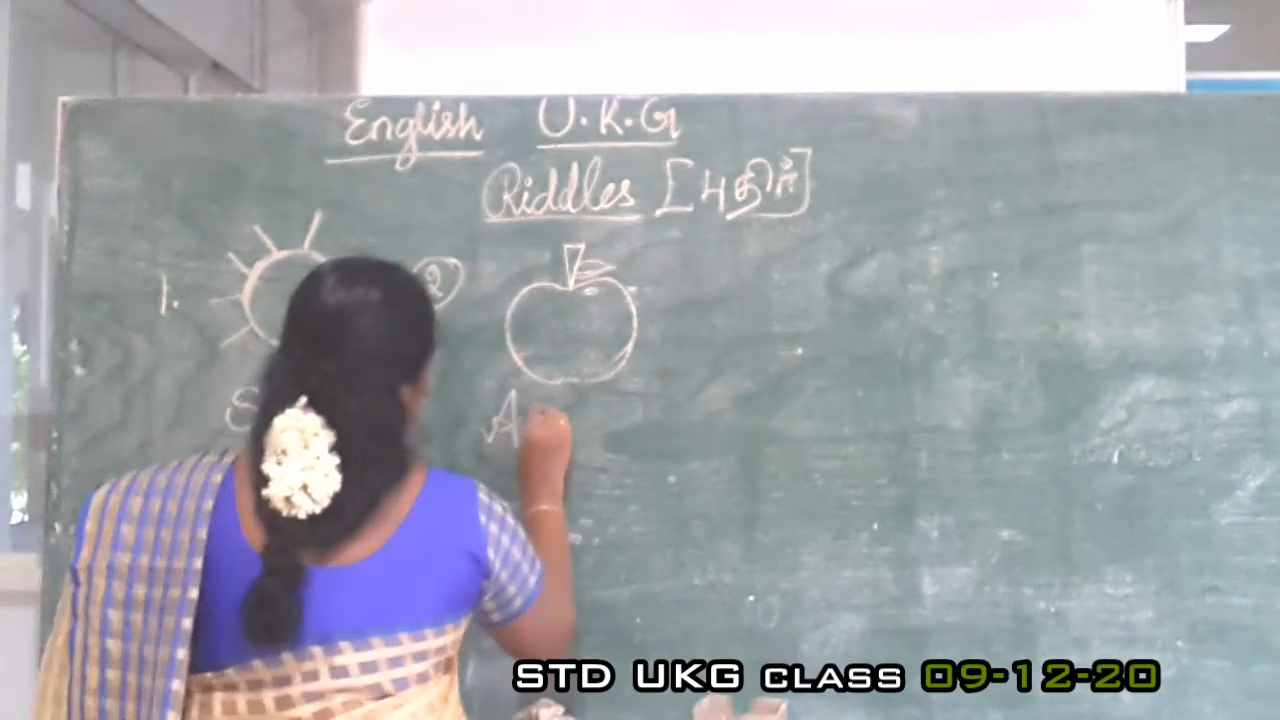 English U.K.G
Riddles [புதிர்]
1. 2
S A
STD UKG CLASS 09-12-20